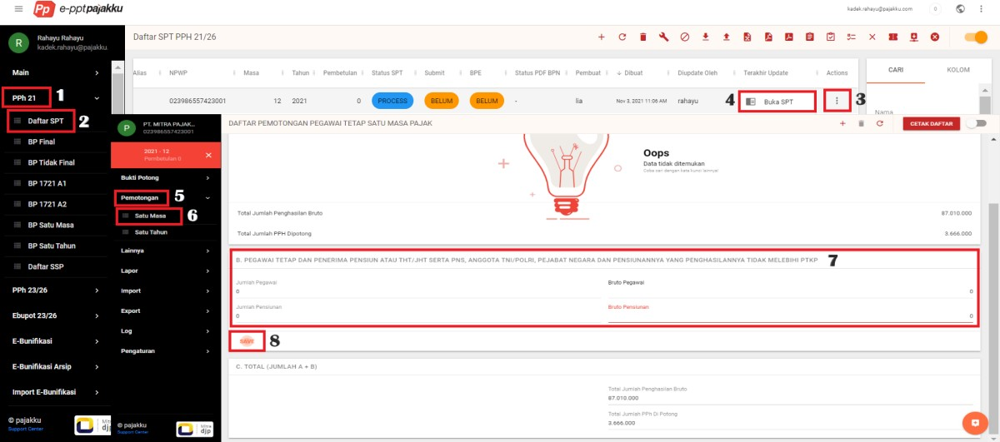 Pp e-pptpajakku
kadek.rahayu@pajakku.com
0
R
Rahayu Rahayu
kadek.rahayu@pajakku.
Daftar SPT PPH 21/26
Main
PPh 21 1
Daftar SPT 2
BP Final
BP Tidak Final
BP 1721 A1
BP 1721 A2
BP Satu Masa
BP Satu Tahun
Daftar SSP
PPh 23/26
Ebupot 23/26
E-Bunifikasi
E-Bunifikasi Arsip
Import E-Bunifikasi
© pajakku
Support Center
Mitra
djp
Alias NPWP Masa Tahun Pembetulan Status SPT Submit BPE Status PDF BPN Pembuat Dibuat Diupdate Oleh Terakhir Update Actions
023986557423001 12 2021 0 PROCESS BELUM BELUM - lia Nov 3, 2021 11:06 AM rahayu 4 Buka SPT 3
CARI KOLOM
Nama
P
PT. MITRA PAJAK...
023986557423001
2021 - 12
Pembetulan 0
Bukti Potong
Pemotongan 5
Satu Masa 6
Satu Tahun
Lainnya
Lapor
Import
Export
Log
Pengaturan
© pajakku
Support Center
Mitra
djp
DAFTAR PEMOTONGAN PEGAWAI TETAP SATU MASA PAJAK
CETAK DAFTAR
Oops
Data tidak ditemukan
Coba cari dengan kata kunci lainnya!
Total Jumlah Penghasilan Bruto 87.010.000
Total Jumlah PPH Dipotong 3.666.000
B. PEGAWAI TETAP DAN PENERIMA PENSIUN ATAU THT/JHT SERTA PNS, ANGGOTA TNI/POLRI, PEJABAT NEGARA DAN PENSIUNANNYA YANG PENGHASILANNYA TIDAK MELEBIHI PTKP 7
Jumlah Pegawai Bruto Pegawai
0 0
Jumlah Pensiunan Bruto Pensiunan
0 0
SAVE 8
C. TOTAL (JUMLAH A + B)
Total Jumlah Penghasilan Bruto
87.010.000
Total Jumlah PPh Di Potong
3.666.000